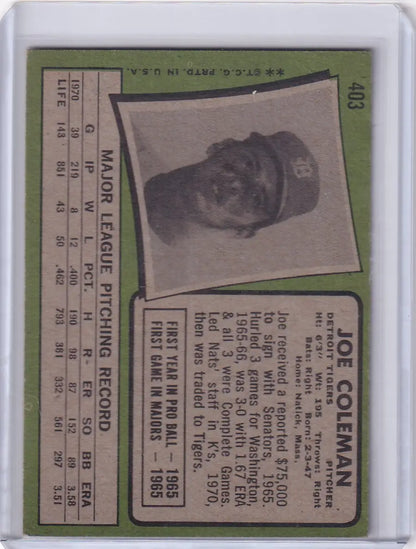 403
JOE COLEMAN
DETROIT TIGERS PITCHER
Ht: 6'3" Wt: 195 Throws: Right
Bats: Right Born: 2-3-47
Home: Natick, Mass.
Joe received a reported $75,000
to sign with Senators, 1965.
Hurled 3 games for Washington,
1965-66, was 3-0 with 1.67 ERA
& all 3 were Complete Games.
Led Nats' staff in K's, 1970,
then was traded to Tigers.
FIRST YEAR IN PRO BALL — 1965
FIRST GAME IN MAJORS — 1965
**©T.C.G. PRTD. IN U.S.A.
MAJOR LEAGUE PITCHING RECORD
G IP W L PCT. H R ER SO BB ERA
1970 39 219 8 12 .400 190 98 87 152 89 3.58
LIFE 143 851 43 50 .462 793 381 332 561 297 3.51